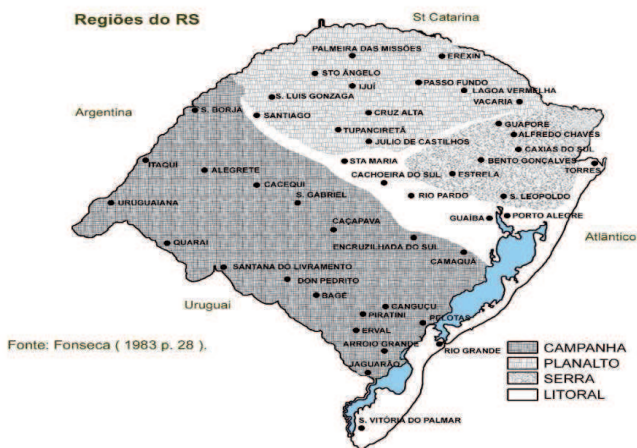 Regiões do RS
St Catarina
PALMEIRA DAS MISSÕES
EREXIN
STO ÂNGELO
IJUÍ
PASSO FUNDO
LAGOA VERMELHA
S. LUIS GONZAGA
VACARIA
Argentina
S. BORJA
SANTIAGO
CRUZ ALTA
GUAPORE
TUPANCIRETÃ
ALFREDO CHAVES
JULIO DE CASTILHOS
CAXIAS DO SUL
ITAQUI
STA MARIA
BENTO GONÇALVES
ALEGRETE
CACHOEIRA DO SUL
ESTRELA
TORRES
CACEQUI
S. GABRIEL
RIO PARDO
S. LEOPOLDO
URUGUAIANA
GUAÍBA
PORTO ALEGRE
CAÇAPAVA
Atlântico
QUARAI
ENCRUZILHADA DO SUL
CAMAQUÃ
SANTANA DO LIVRAMENTO
DON PEDRITO
BAGÉ
Uruguai
CANGUÇU
PIRATINI
PELOTAS
ERVAL
Fonte: Fonseca ( 1983 p. 28 ).
ARROIO GRANDE
RIO GRANDE
JAGUARÃO
CAMPANHA
PLANALTO
SERRA
LITORAL
S. VITÓRIA DO PALMAR